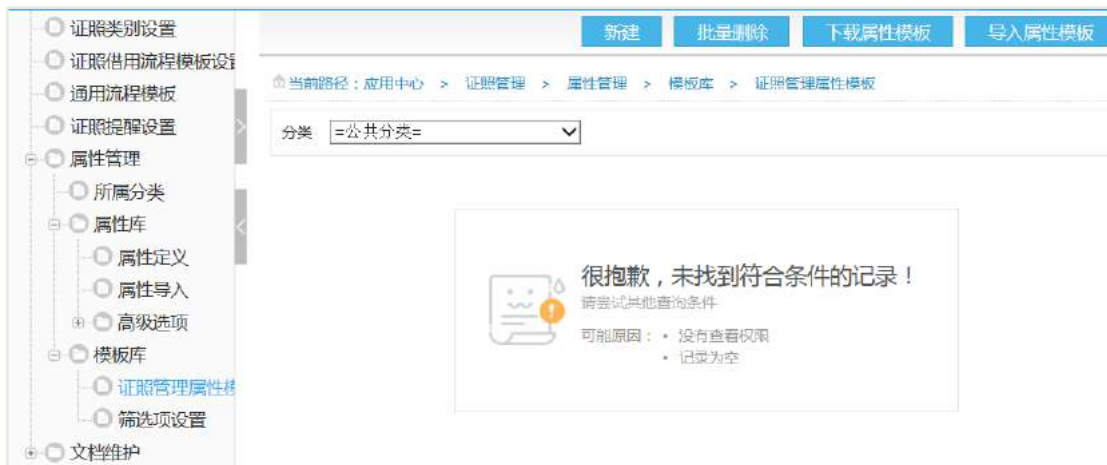 证照类别设置
证照借用流程模板设
通用流程模板
证照提醒设置
属性管理
所属分类
属性库
属性定义
属性导入
高级选项
模板库
证照管理属性模
筛选项设置
文档维护
新建 批量删除 下载属性模板 导入属性模板
当前路径：应用中心 > 证照管理 > 属性管理 > 模板库 > 证照管理属性模板
分类 =公共分类=
很抱歉，未找到符合条件的记录！
请尝试其他查询条件
可能原因： • 没有查看权限
• 记录为空